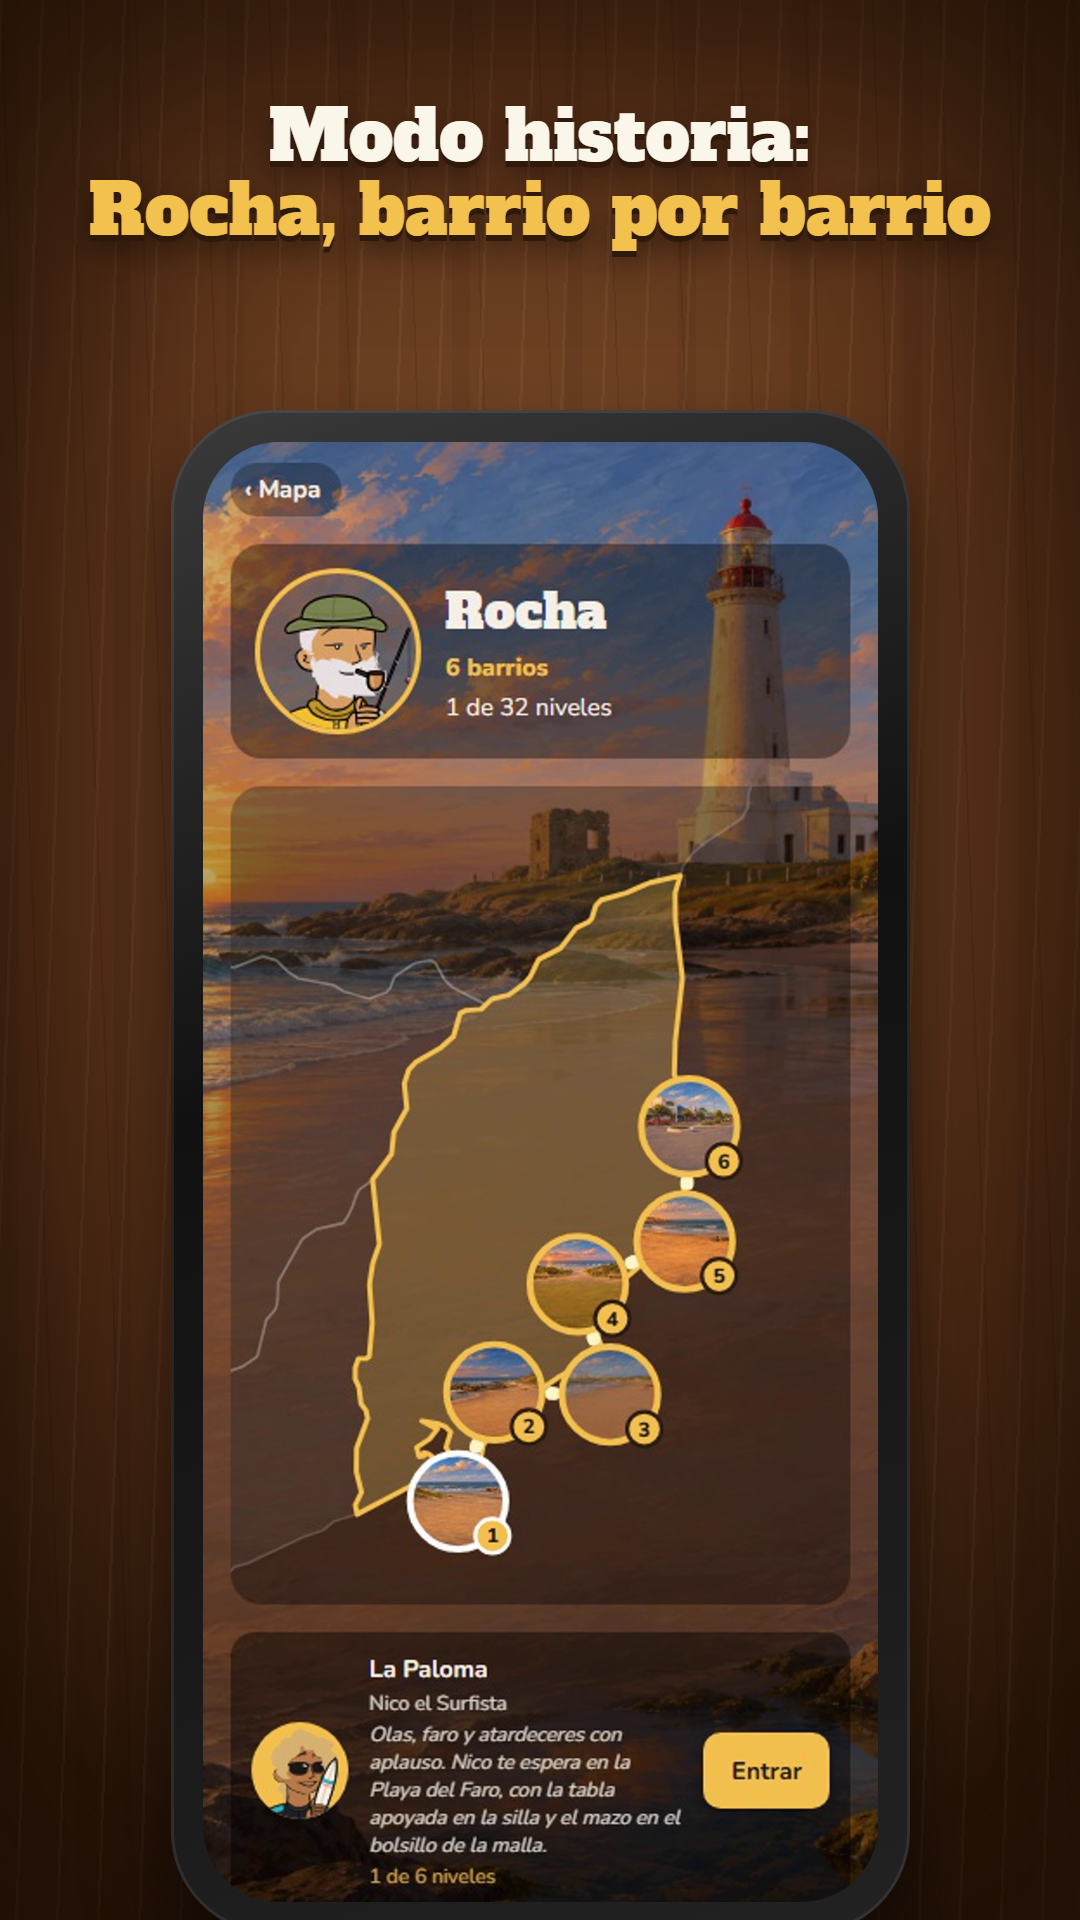 Modo historia:
Rocha, barrio por barrio
‹ Mapa
Rocha
6 barrios
1 de 32 niveles
6
5
4
2
3
1
La Paloma
Nico el Surfista
Olas, faro y atardeceres con
aplauso. Nico te espera en la
Playa del Faro, con la tabla
apoyada en la silla y el mazo en el
bolsillo de la malla.
1 de 6 niveles
Entrar